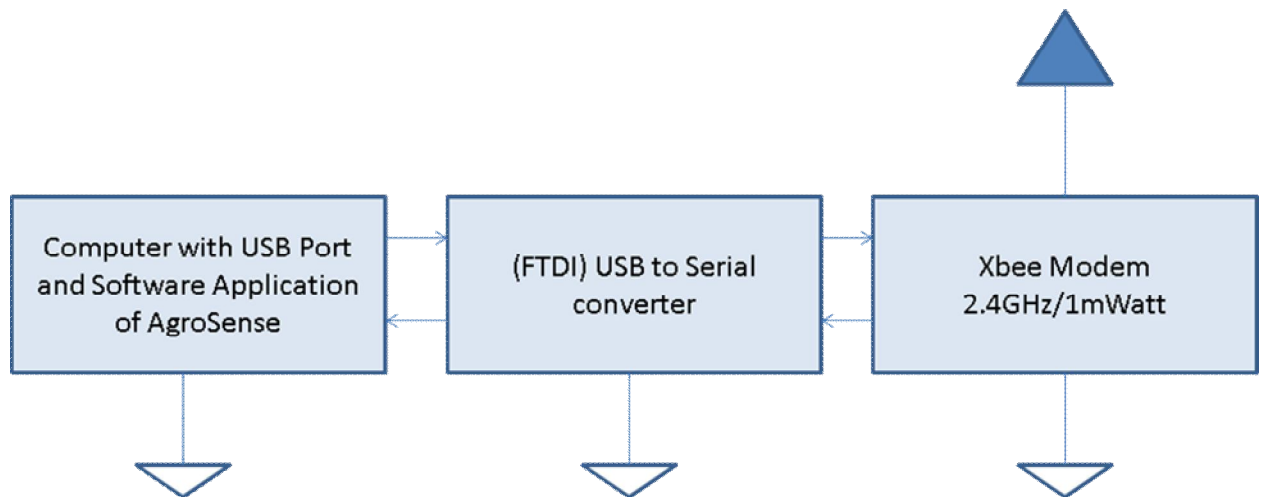 Computer with USB Port
and Software Application
of AgroSense
(FTDI) USB to Serial
converter
Xbee Modem
2.4GHz/1mWatt